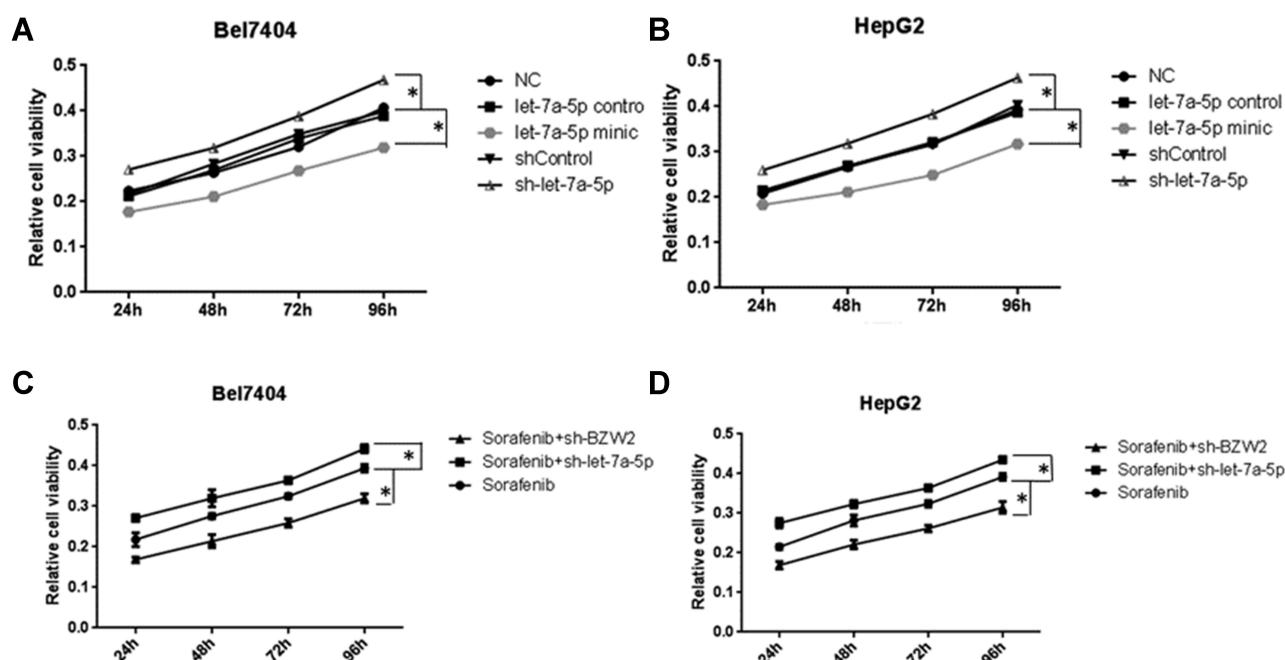 A
Bel7404
Relative cell viability
0.5
0.4
0.3
0.2
0.1
0.0
24h
48h
72h
96h
*
*
NC
let-7a-5p contro
let-7a-5p minic
shControl
sh-let-7a-5p
B
HepG2
Relative cell viability
0.5
0.4
0.3
0.2
0.1
0.0
24h
48h
72h
96h
*
*
NC
let-7a-5p control
let-7a-5p minic
shControl
sh-let-7a-5p
C
Bel7404
Relative cell viability
0.5
0.4
0.3
0.2
0.1
0.0
24h
48h
72h
96h
*
*
Sorafenib+sh-BZW2
Sorafenib+sh-let-7a-5p
Sorafenib
D
HepG2
Relative cell viability
0.5
0.4
0.3
0.2
0.1
0.0
24h
48h
72h
96h
*
*
Sorafenib+sh-BZW2
Sorafenib+sh-let-7a-5p
Sorafenib